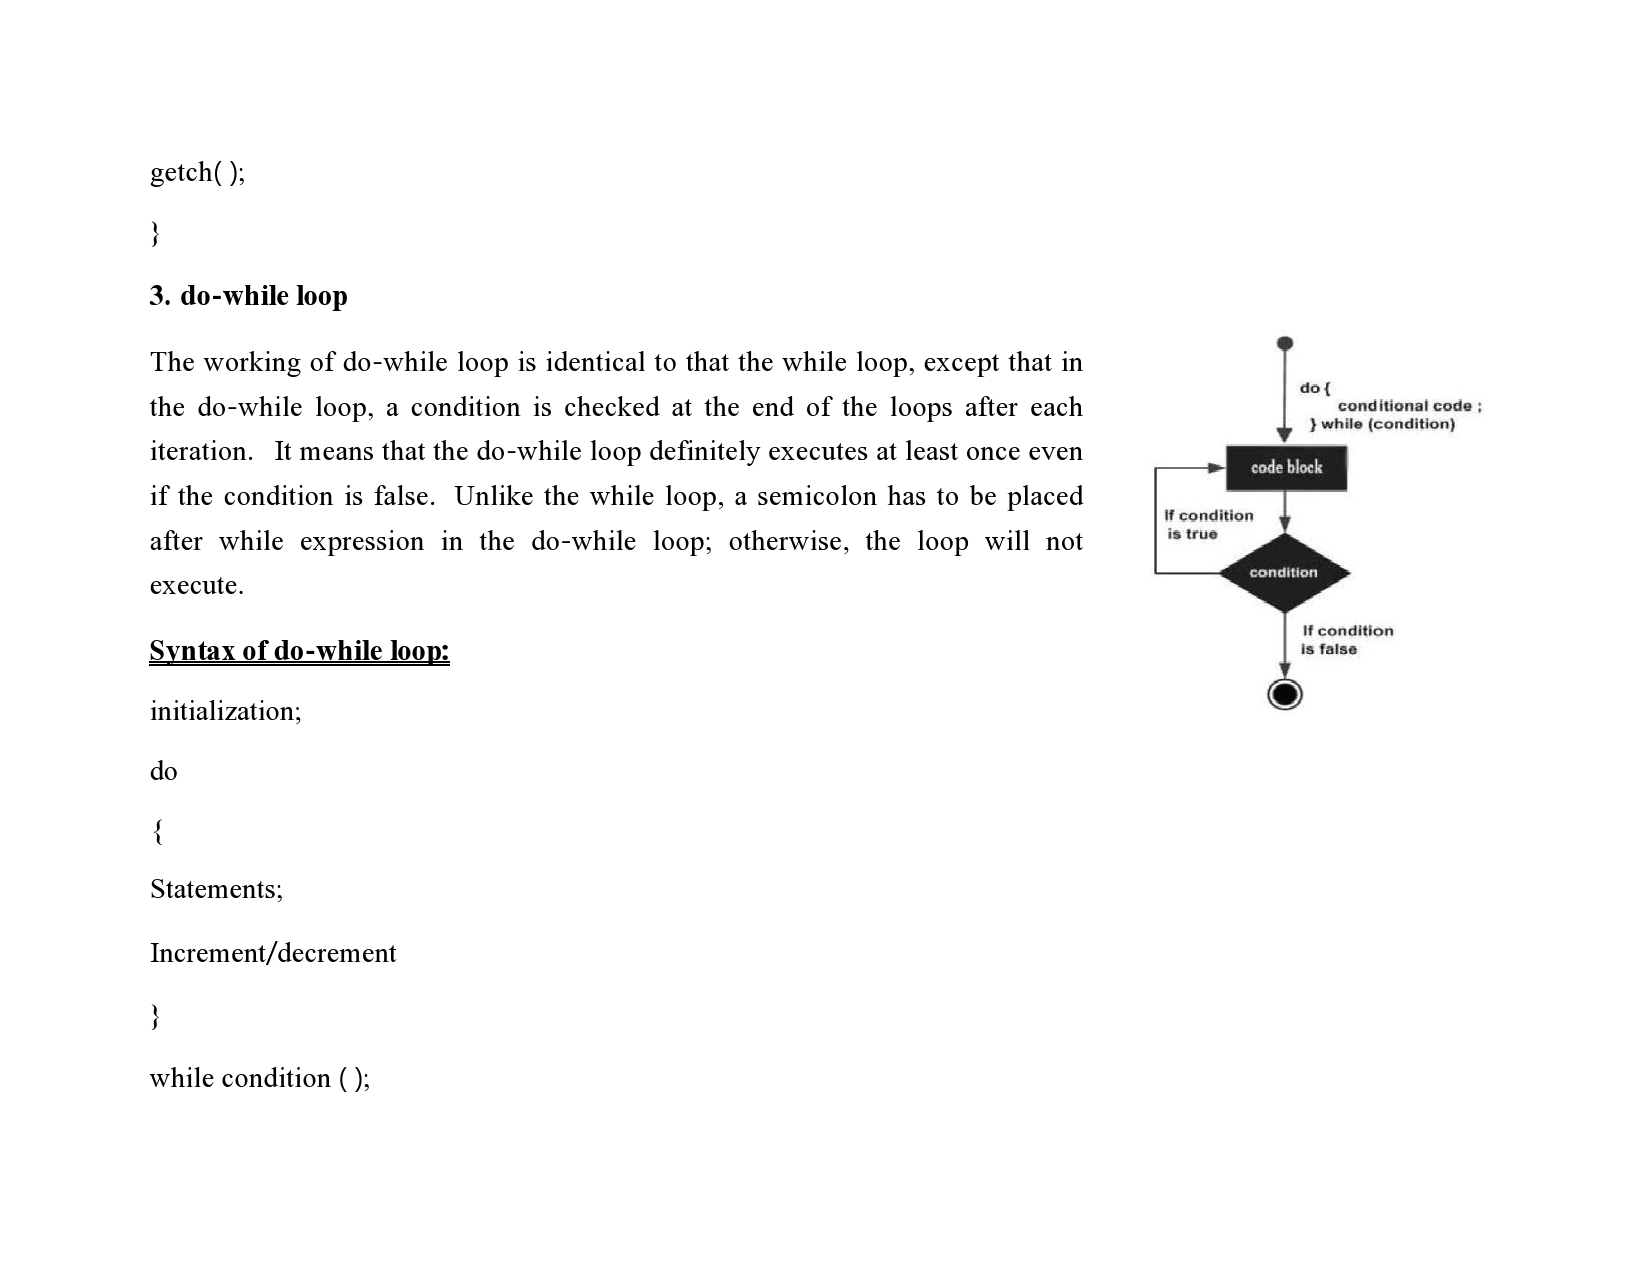 getch( );
}
3. do-while loop
The working of do-while loop is identical to that the while loop, except that in
the do-while loop, a condition is checked at the end of the loops after each
iteration. It means that the do-while loop definitely executes at least once even
if the condition is false. Unlike the while loop, a semicolon has to be placed
after while expression in the do-while loop; otherwise, the loop will not
execute.
do {
conditional code ;
} while (condition)
code block
If condition
is true
condition
If condition
is false
Syntax of do-while loop:
initialization;
do
{
Statements;
Increment/decrement
}
while condition ( );